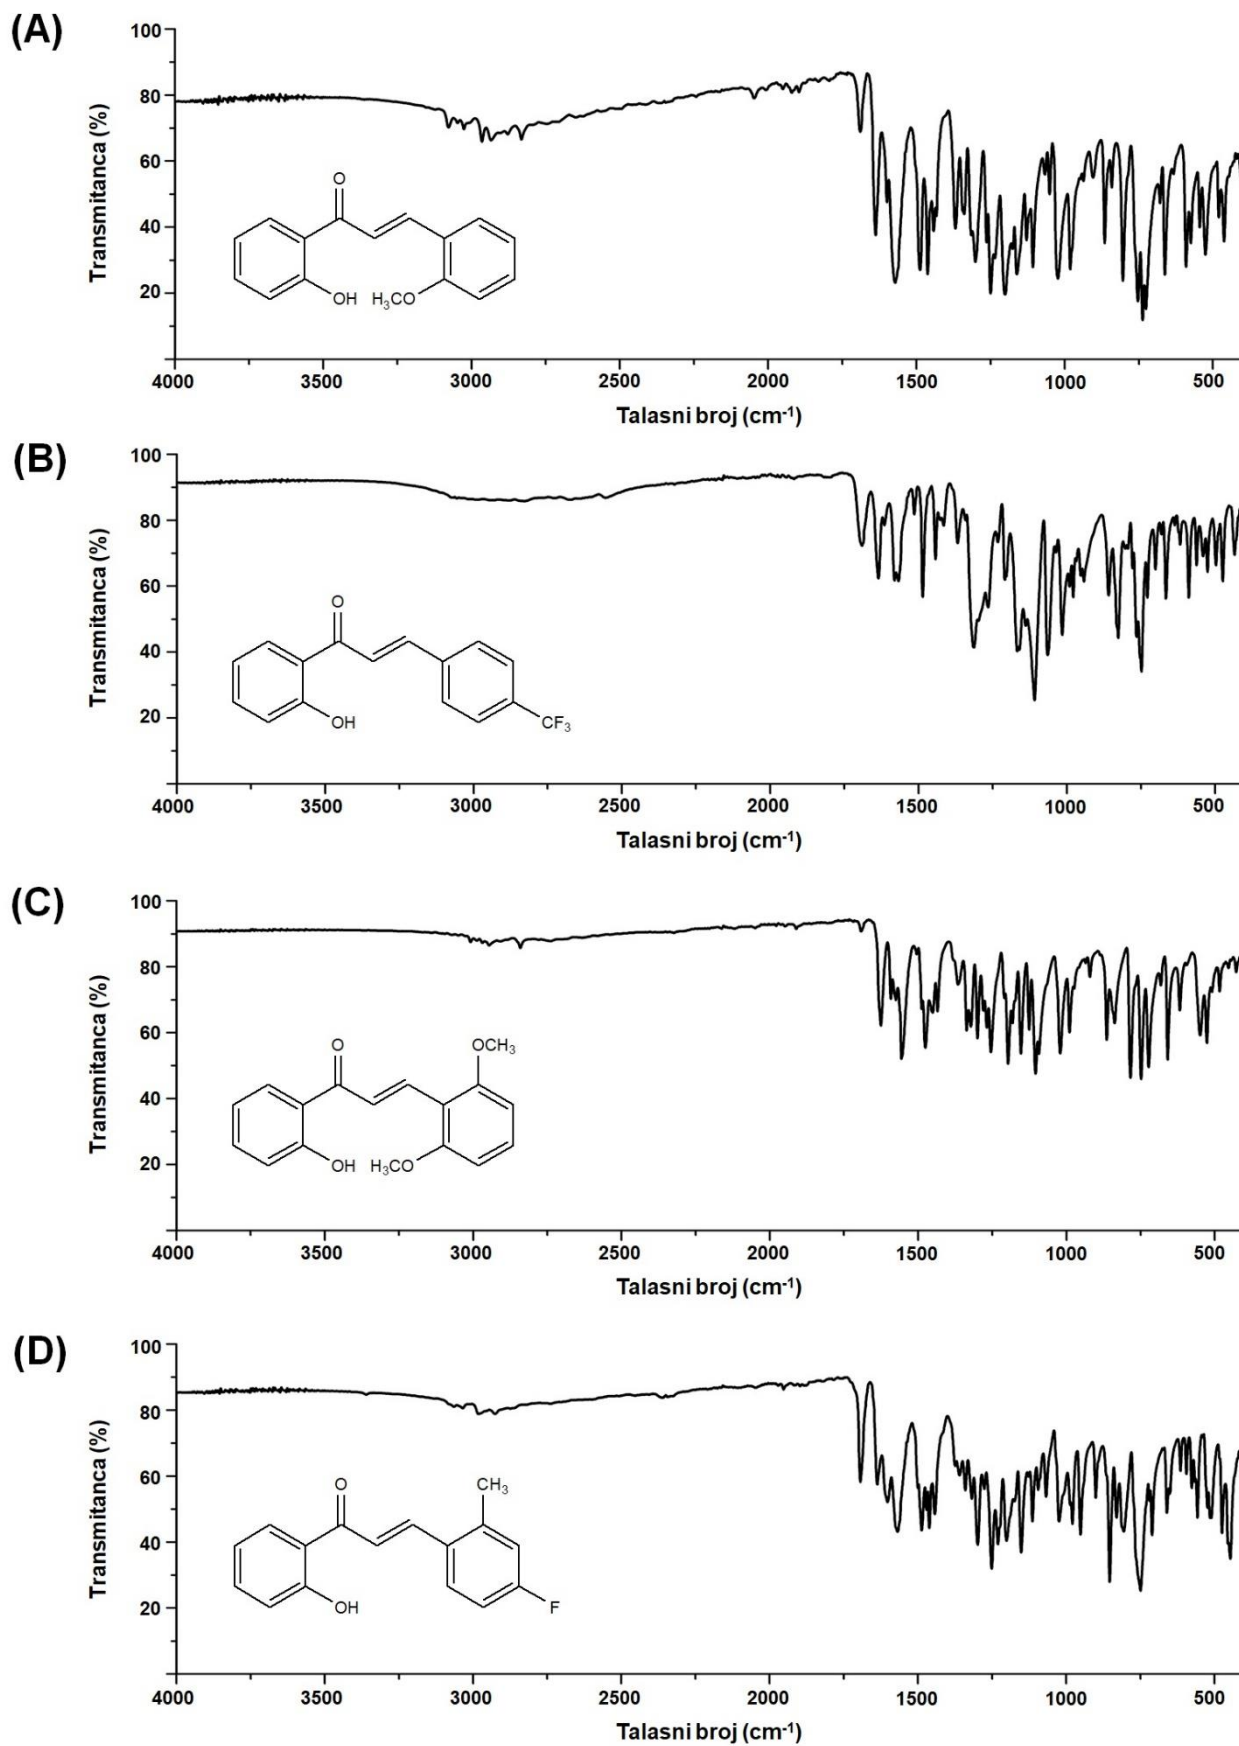 (A)
Transmitanca (%)
100
80
60
40
20
O
OH H₃CO
4000 3500 3000 2500 2000 1500 1000 500
Talasni broj (cm⁻¹)
(B)
Transmitanca (%)
100
80
60
40
20
O
OH
CF₃
4000 3500 3000 2500 2000 1500 1000 500
Talasni broj (cm⁻¹)
(C)
Transmitanca (%)
100
80
60
40
20
O OCH₃
OH H₃CO
4000 3500 3000 2500 2000 1500 1000 500
Talasni broj (cm⁻¹)
(D)
Transmitanca (%)
100
80
60
40
20
O CH₃
OH F
4000 3500 3000 2500 2000 1500 1000 500
Talasni broj (cm⁻¹)